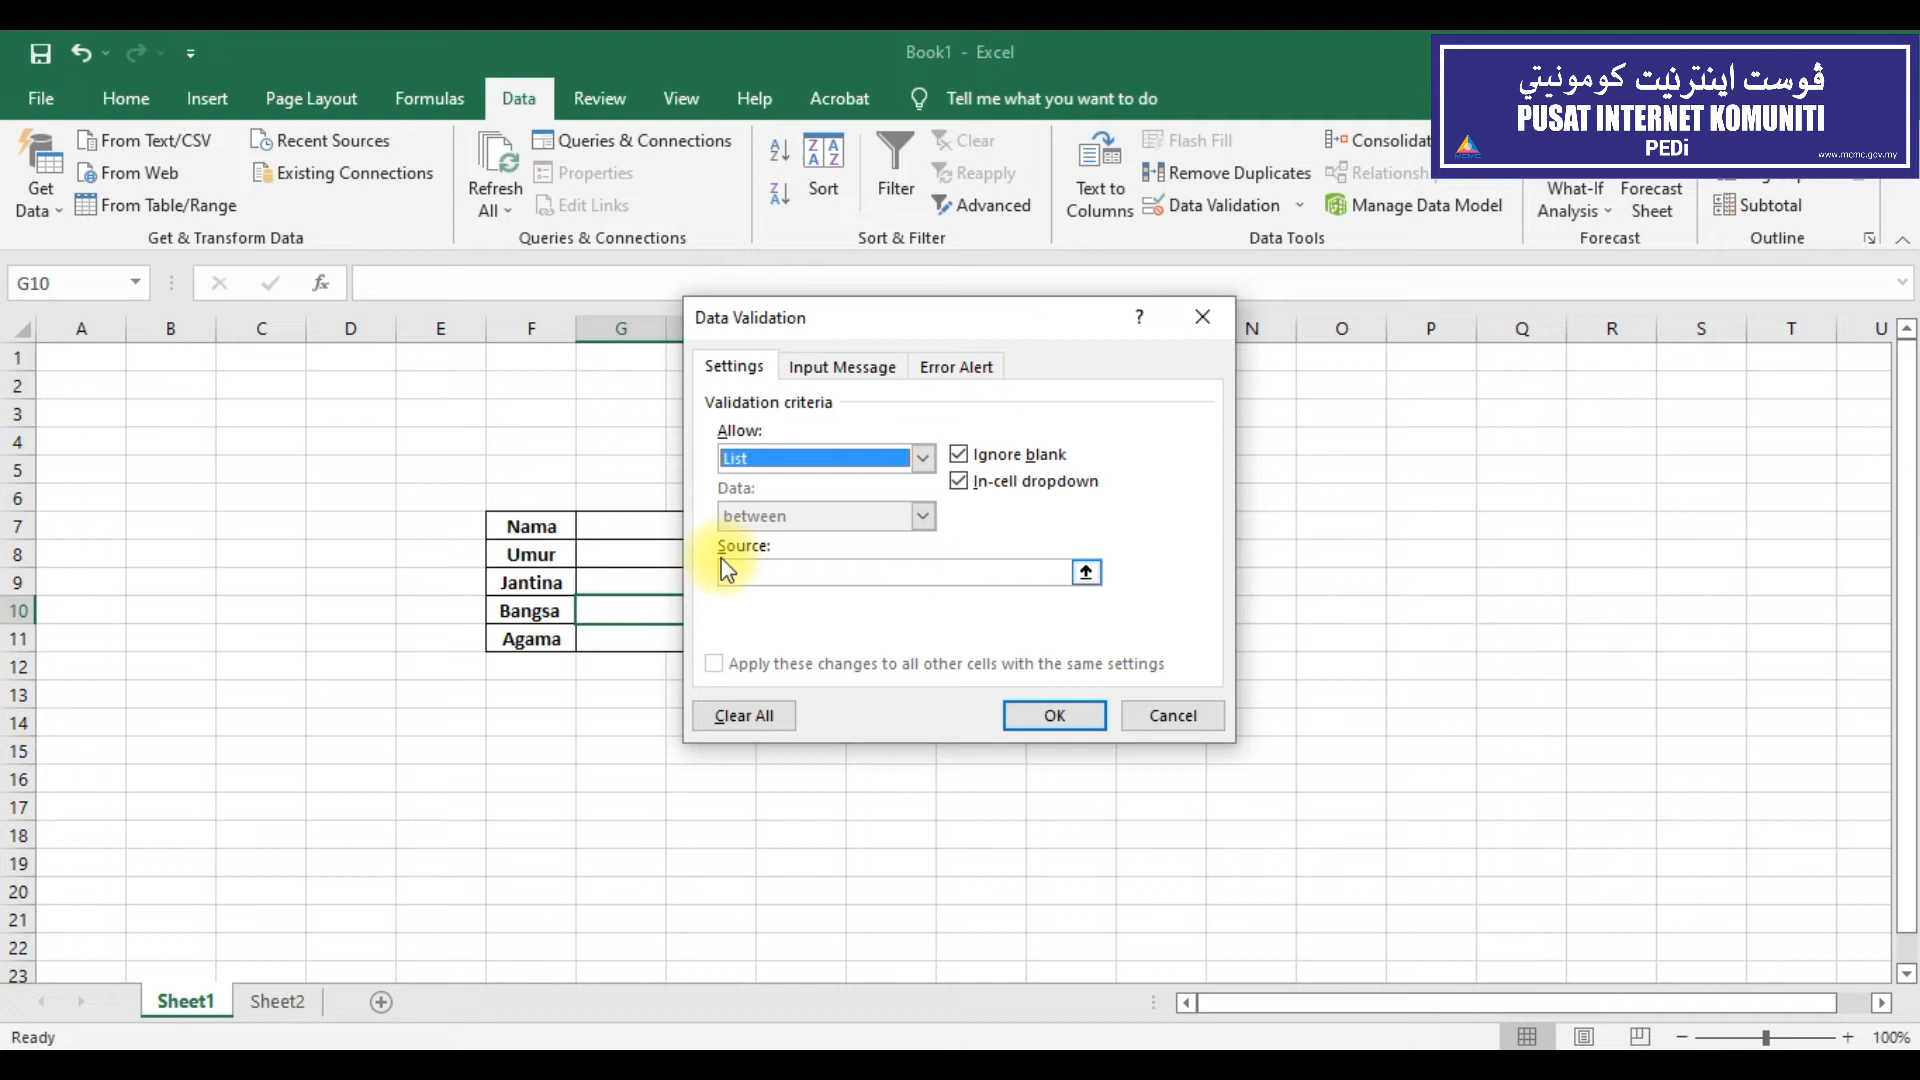 Book1 - Excel
ڤوست اينترنيت كومونيتي
PUSAT INTERNET KOMUNITI
PEDi
MCMC
www.mcmc.gov.my
File Home Insert Page Layout Formulas Data Review View Help Acrobat Tell me what you want to do
Get Data
From Text/CSV
From Web
From Table/Range
Recent Sources
Existing Connections
Get & Transform Data
Refresh All
Queries & Connections
Properties
Edit Links
Queries & Connections
Sort
Filter
Clear
Reapply
Advanced
Sort & Filter
Text to Columns
Flash Fill
Remove Duplicates
Data Validation
Consolidat
Relationsh
Manage Data Model
Data Tools
What-If Analysis
Forecast Sheet
Forecast
Subtotal
Outline
G10
fx
A B C D E F G N O P Q R S T U
1
2
3
4
5
6
7 Nama
8 Umur
9 Jantina
10 Bangsa
11 Agama
12
13
14
15
16
17
18
19
20
21
22
23
Data Validation ?
Settings Input Message Error Alert
Validation criteria
Allow:
List
Ignore blank
In-cell dropdown
Data:
between
Source:
Apply these changes to all other cells with the same settings
Clear All OK Cancel
Sheet1 Sheet2
Ready 100%